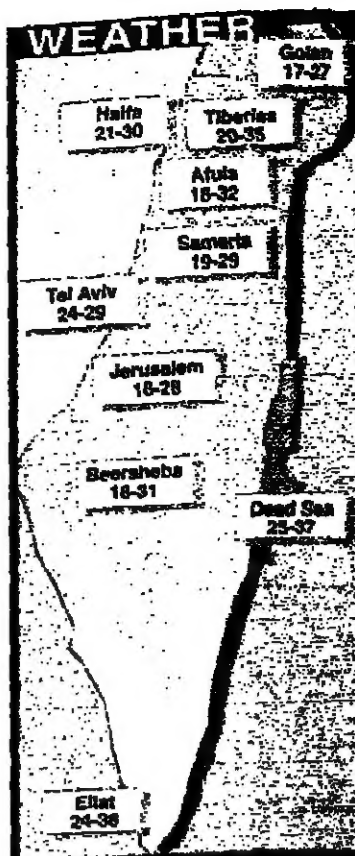 WEATHER
Golan
17-27
Haifa
21-30
Tiberias
20-35
Afula
18-32
Samaria
19-29
Tel Aviv
24-29
Jerusalem
18-28
Beersheba
18-31
Dead Sea
25-37
Eilat
24-38